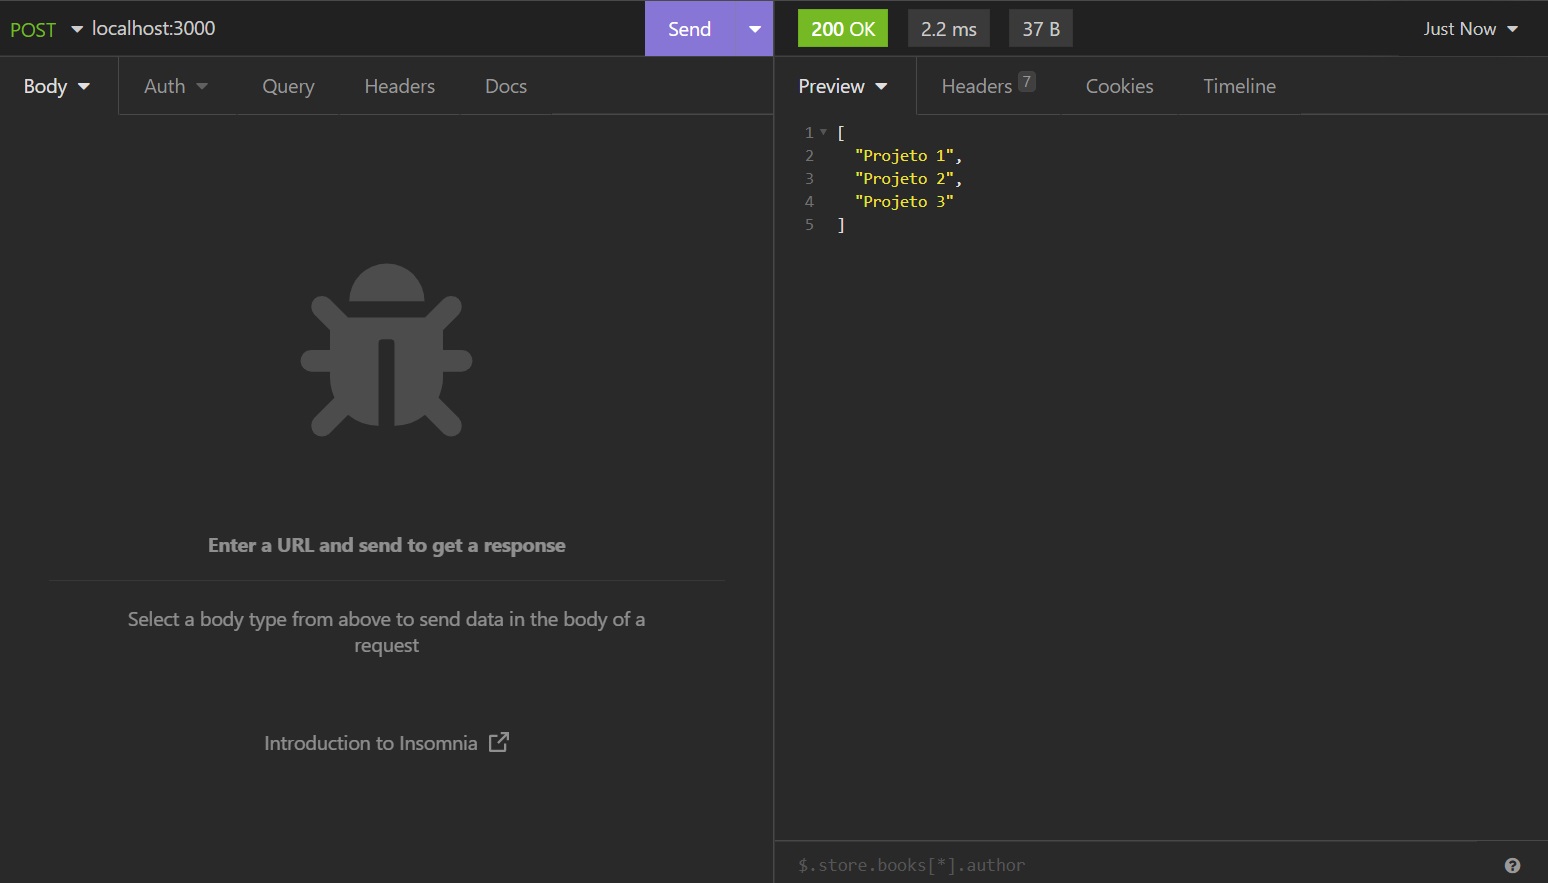 POST localhost:3000 Send
200 OK 2.2 ms 37 B Just Now
Body Auth Query Headers Docs
Preview Headers 7 Cookies Timeline
1 [
2 "Projeto 1",
3 "Projeto 2",
4 "Projeto 3"
5 ]
Enter a URL and send to get a response
Select a body type from above to send data in the body of a
request
Introduction to Insomnia
$.store.books[*].author
?